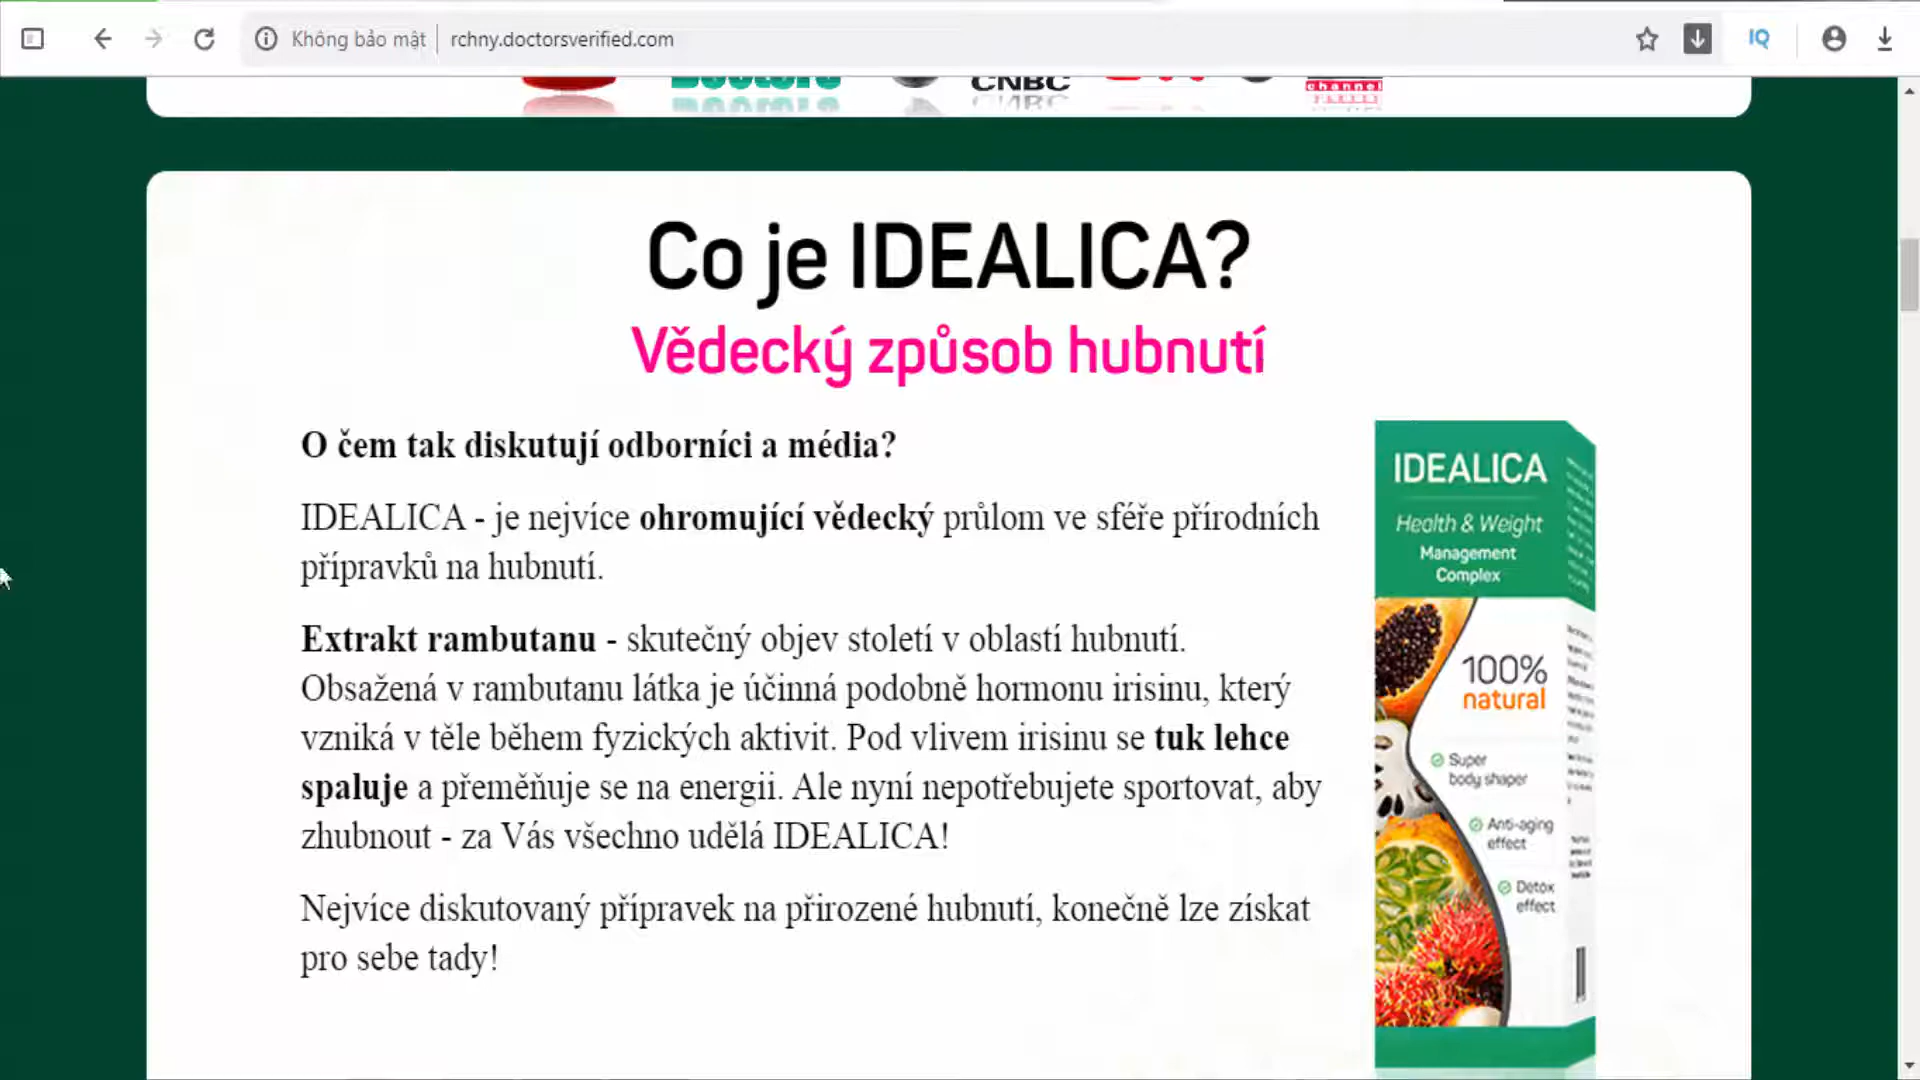 Không bảo mật
rchny.doctorsverified.com
IQ
CNBC
channel
Co je IDEALICA?
Vědecký způsob hubnutí
O čem tak diskutují odborníci a média?
IDEALICA - je nejvíce ohromující vědecký průlom ve sféře přírodních
přípravků na hubnutí.
Extrakt rambutanu - skutečný objev století v oblastí hubnutí.
Obsažená v rambutanu látka je účinná podobně hormonu irisinu, který
vzniká v těle během fyzických aktivit. Pod vlivem irisinu se tuk lehce
spaluje a přeměňuje se na energii. Ale nyní nepotřebujete sportovat, aby
zhubnout - za Vás všechno udělá IDEALICA!
Nejvíce diskutovaný přípravek na přirozené hubnutí, konečně lze získat
pro sebe tady!
IDEALICA
Health & Weight
Management
Complex
100%
natural
Super
body shaper
Anti-aging
effect
Detox
effect